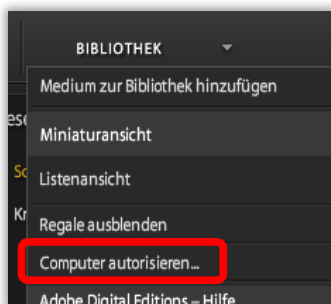 BIBLIOTHEK
Medium zur Bibliothek hinzufügen
Miniaturansicht
Listenansicht
Regale ausblenden
Computer autorisieren...
Adobe Digital Editions – Hilfe